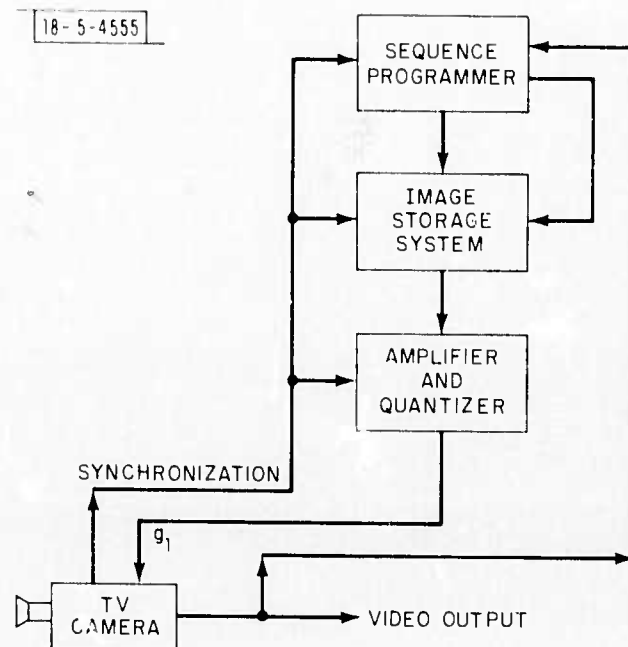 18-5-4555
SEQUENCE
PROGRAMMER
IMAGE
STORAGE
SYSTEM
AMPLIFIER
AND
QUANTIZER
SYNCHRONIZATION
g1
TV
CAMERA
VIDEO OUTPUT